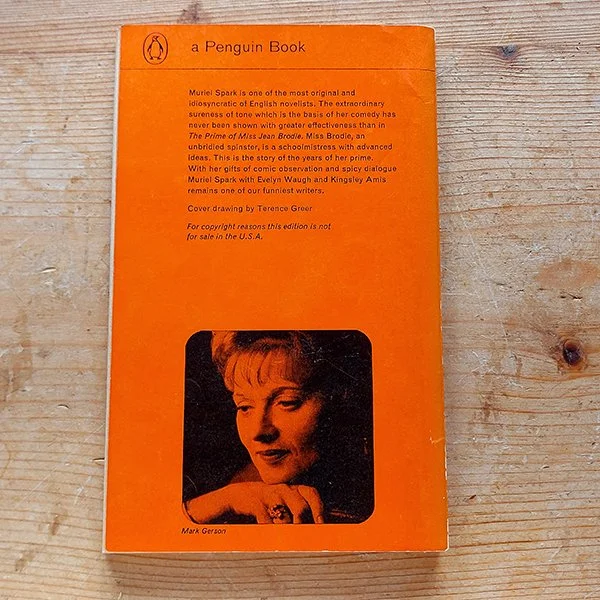 a Penguin Book
Muriel Spark is one of the most original and
idiosyncratic of English novelists. The extraordinary
sureness of tone which is the basis of her comedy has
never been shown with greater effectiveness than in
The Prime of Miss Jean Brodie. Miss Brodie, an
unbridled spinster, is a schoolmistress with advanced
ideas. This is the story of the years of her prime.
With her gifts of comic observation and spicy dialogue
Muriel Spark with Evelyn Waugh and Kingsley Amis
remains one of our funniest writers.
Cover drawing by Terence Greer
For copyright reasons this edition is not
for sale in the U.S.A.
Mark Gerson